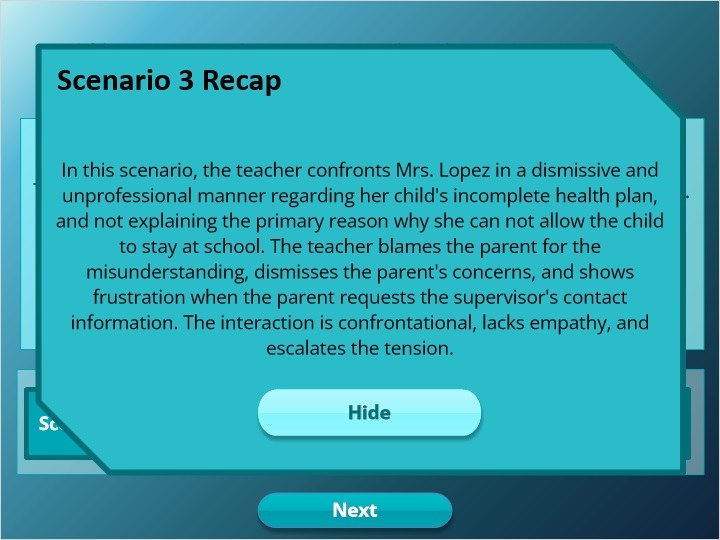 Scenario 3 Recap
In this scenario, the teacher confronts Mrs. Lopez in a dismissive and
unprofessional manner regarding her child's incomplete health plan,
and not explaining the primary reason why she can not allow the child
to stay at school. The teacher blames the parent for the
misunderstanding, dismisses the parent's concerns, and shows
frustration when the parent requests the supervisor's contact
information. The interaction is confrontational, lacks empathy, and
escalates the tension.
Hide
Next